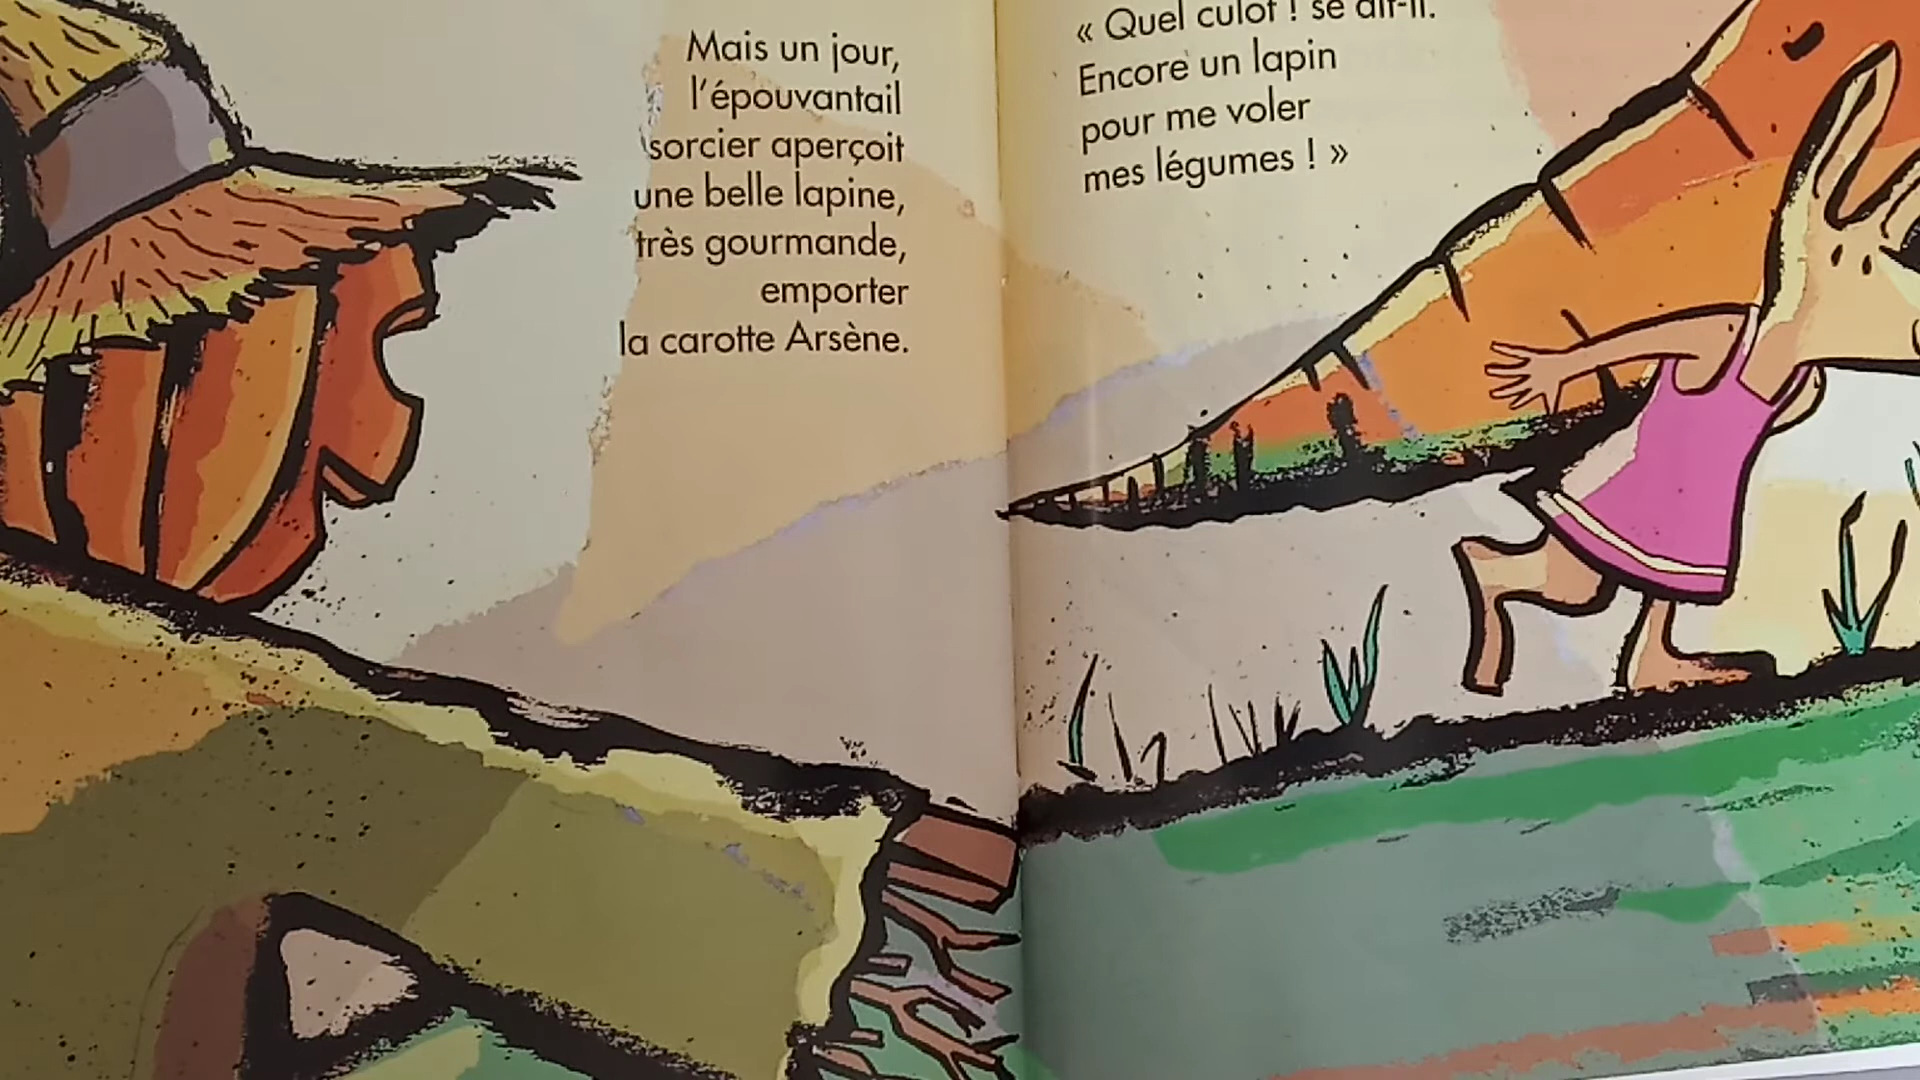 Mais un jour,
l'épouvantail
sorcier aperçoit
une belle lapine,
très gourmande,
emporter
la carotte Arsène.
« Quel culot ! se dit-il.
Encore un lapin
pour me voler
mes légumes ! »